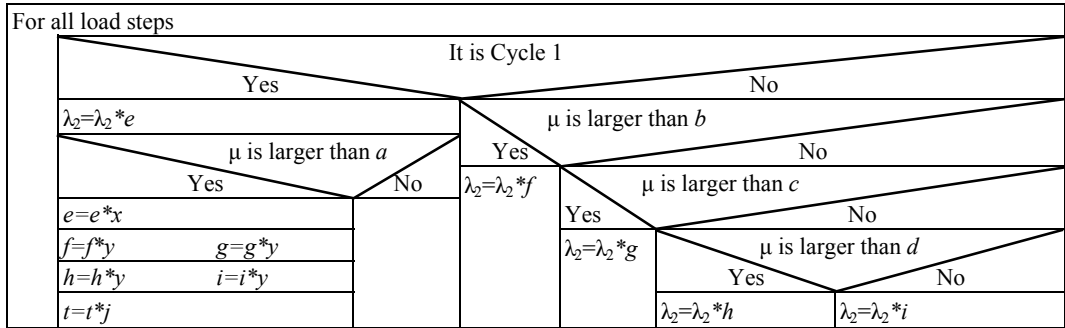 For all load steps
It is Cycle 1
Yes No
λ₂=λ₂*e
μ is larger than b
μ is larger than a
Yes No
Yes No
λ₂=λ₂*f
μ is larger than c
e=e*x
Yes No
f=f*y g=g*y
λ₂=λ₂*g
μ is larger than d
h=h*y i=i*y
Yes No
t=t*j
λ₂=λ₂*h λ₂=λ₂*i